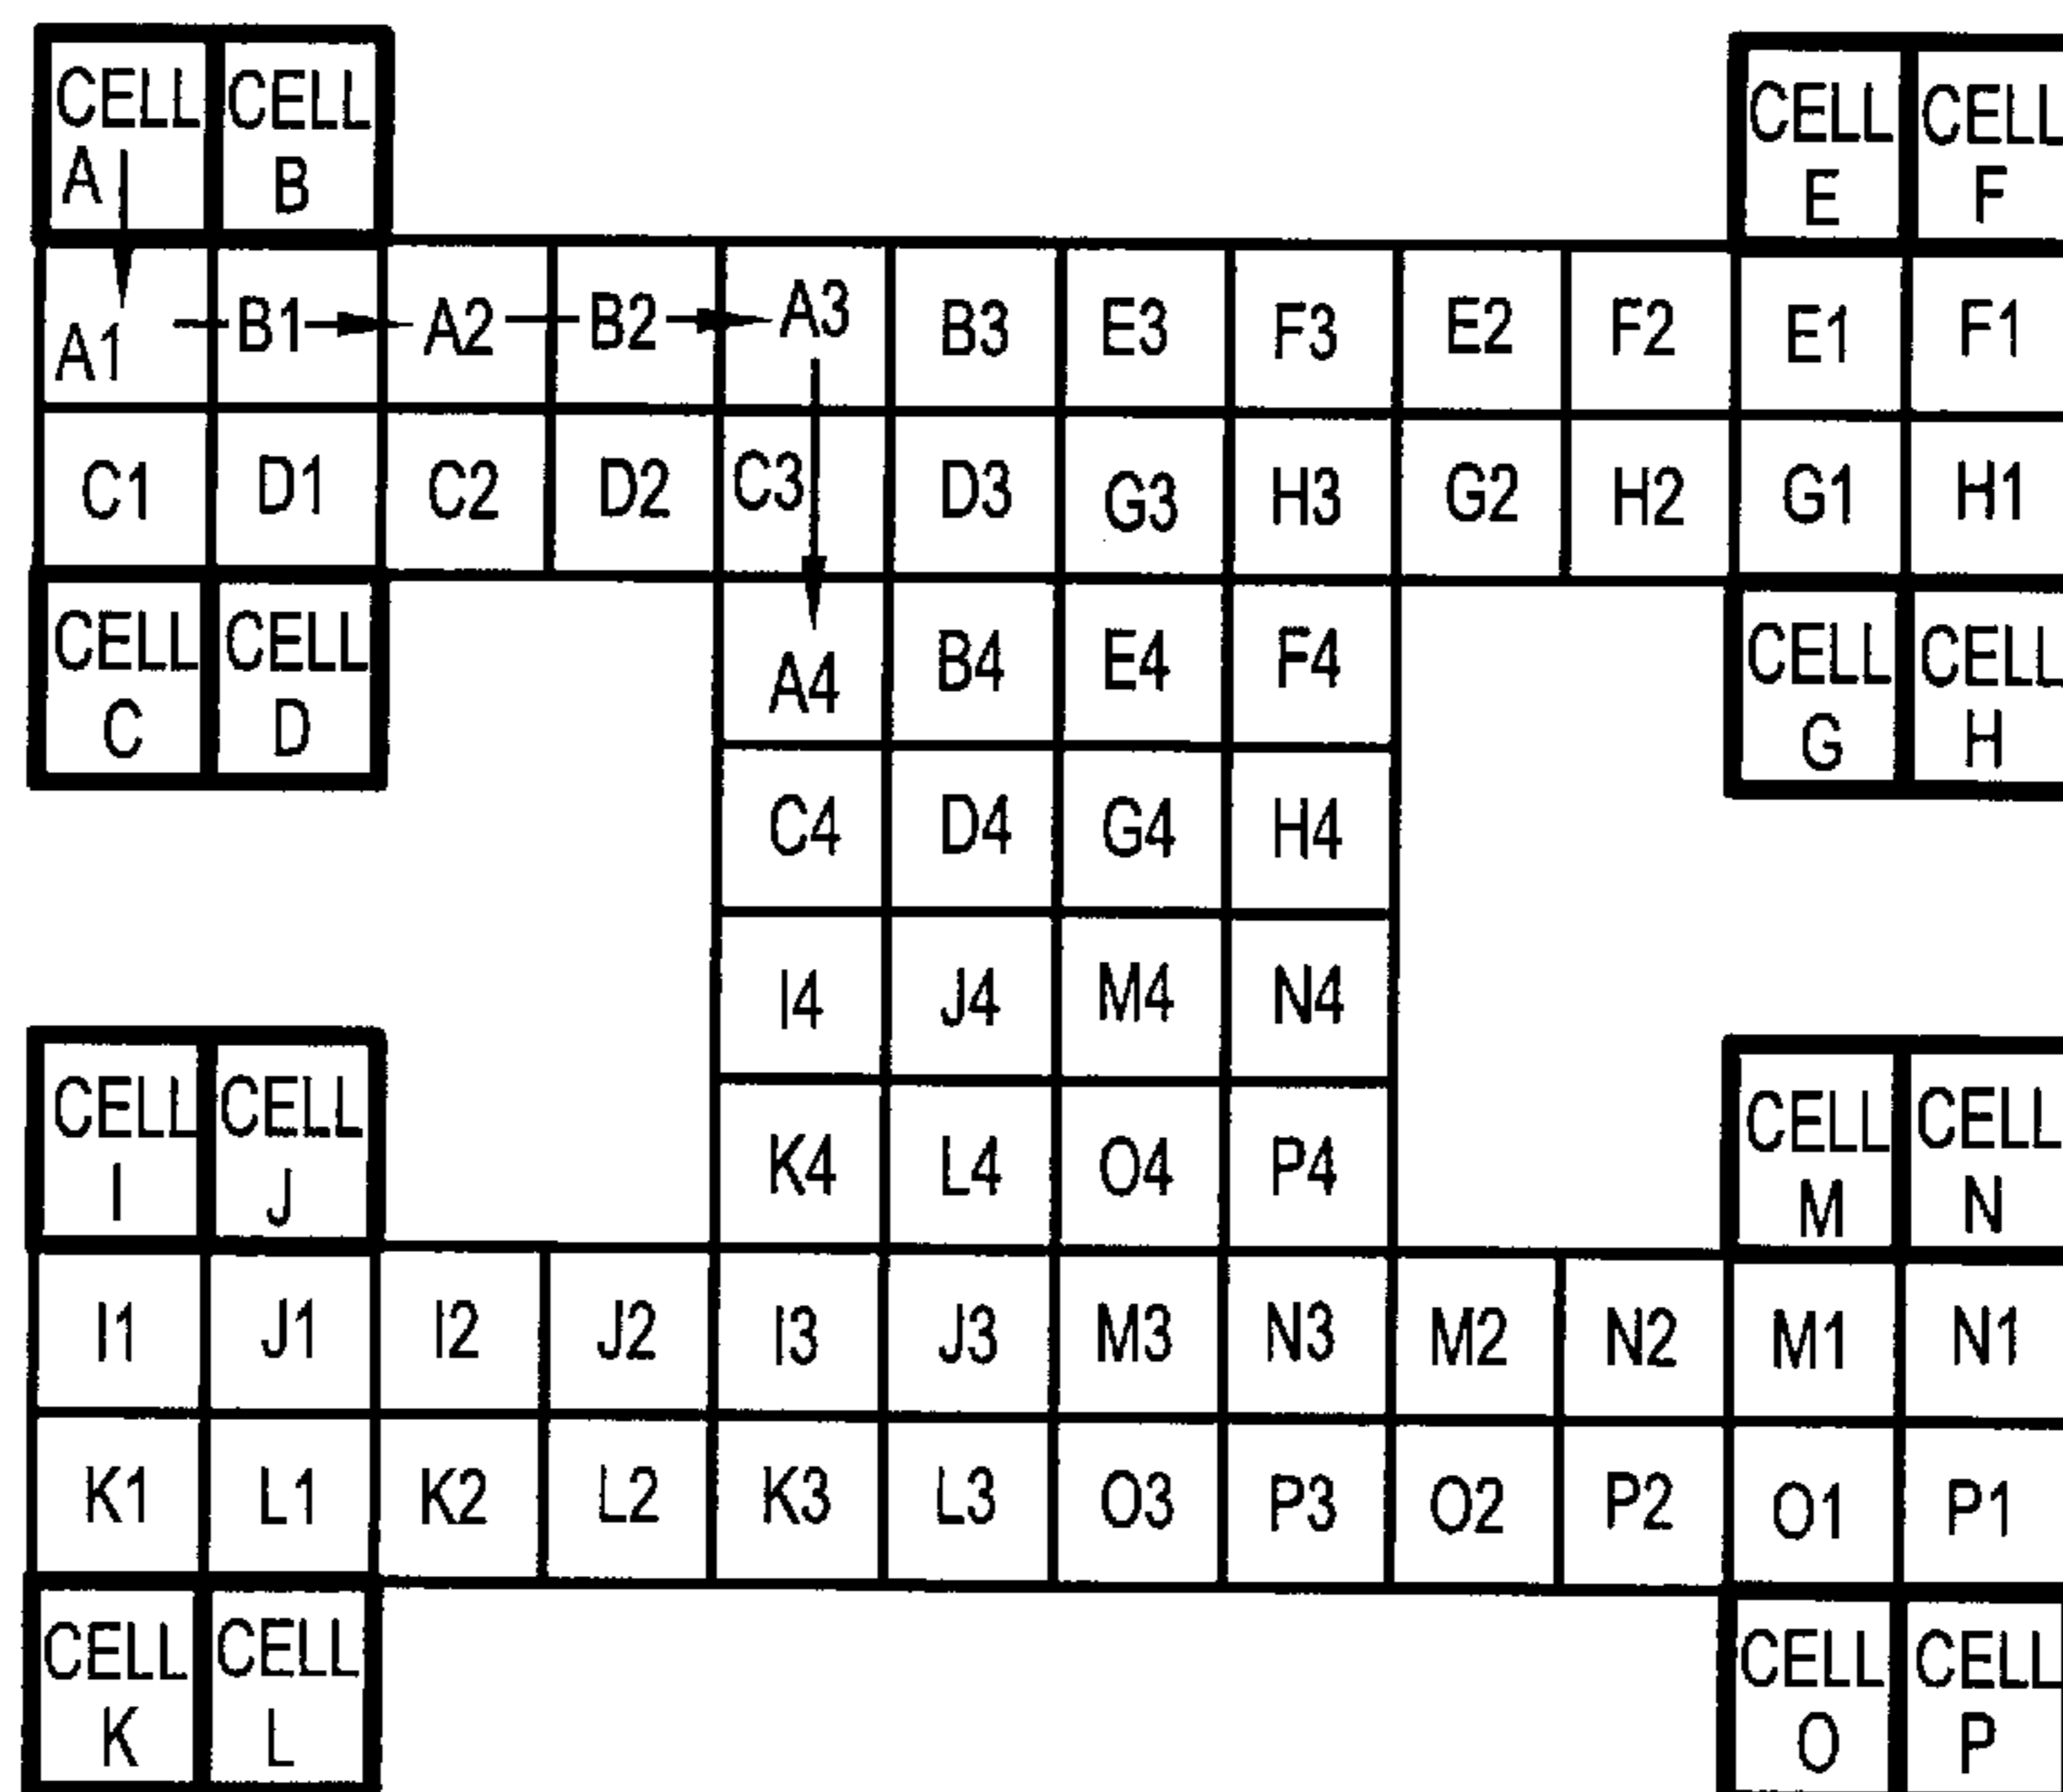 CELL A CELL B CELL E CELL F
A1 B1 A2 B2 A3 B3 E3 F3 E2 F2 E1 F1
C1 D1 C2 D2 C3 D3 G3 H3 G2 H2 G1 H1
CELL C CELL D A4 B4 E4 F4 CELL G CELL H
C4 D4 G4 H4
I4 J4 M4 N4
CELL I CELL J K4 L4 O4 P4 CELL M CELL N
I1 J1 I2 J2 I3 J3 M3 N3 M2 N2 M1 N1
K1 L1 K2 L2 K3 L3 O3 P3 O2 P2 O1 P1
CELL K CELL L CELL O CELL P